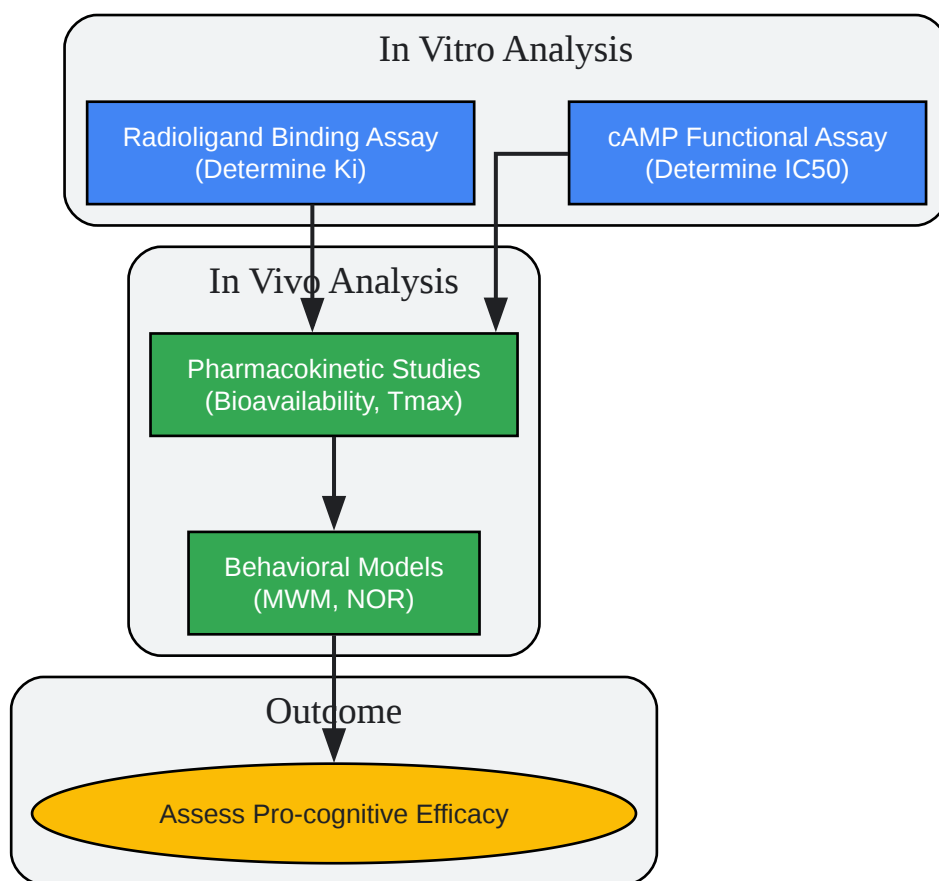 In Vitro Analysis
Radioligand Binding Assay
(Determine Ki)
cAMP Functional Assay
(Determine IC50)
In Vivo Analysis
Pharmacokinetic Studies
(Bioavailability, Tmax)
Behavioral Models
(MWM, NOR)
Outcome
Assess Pro-cognitive Efficacy